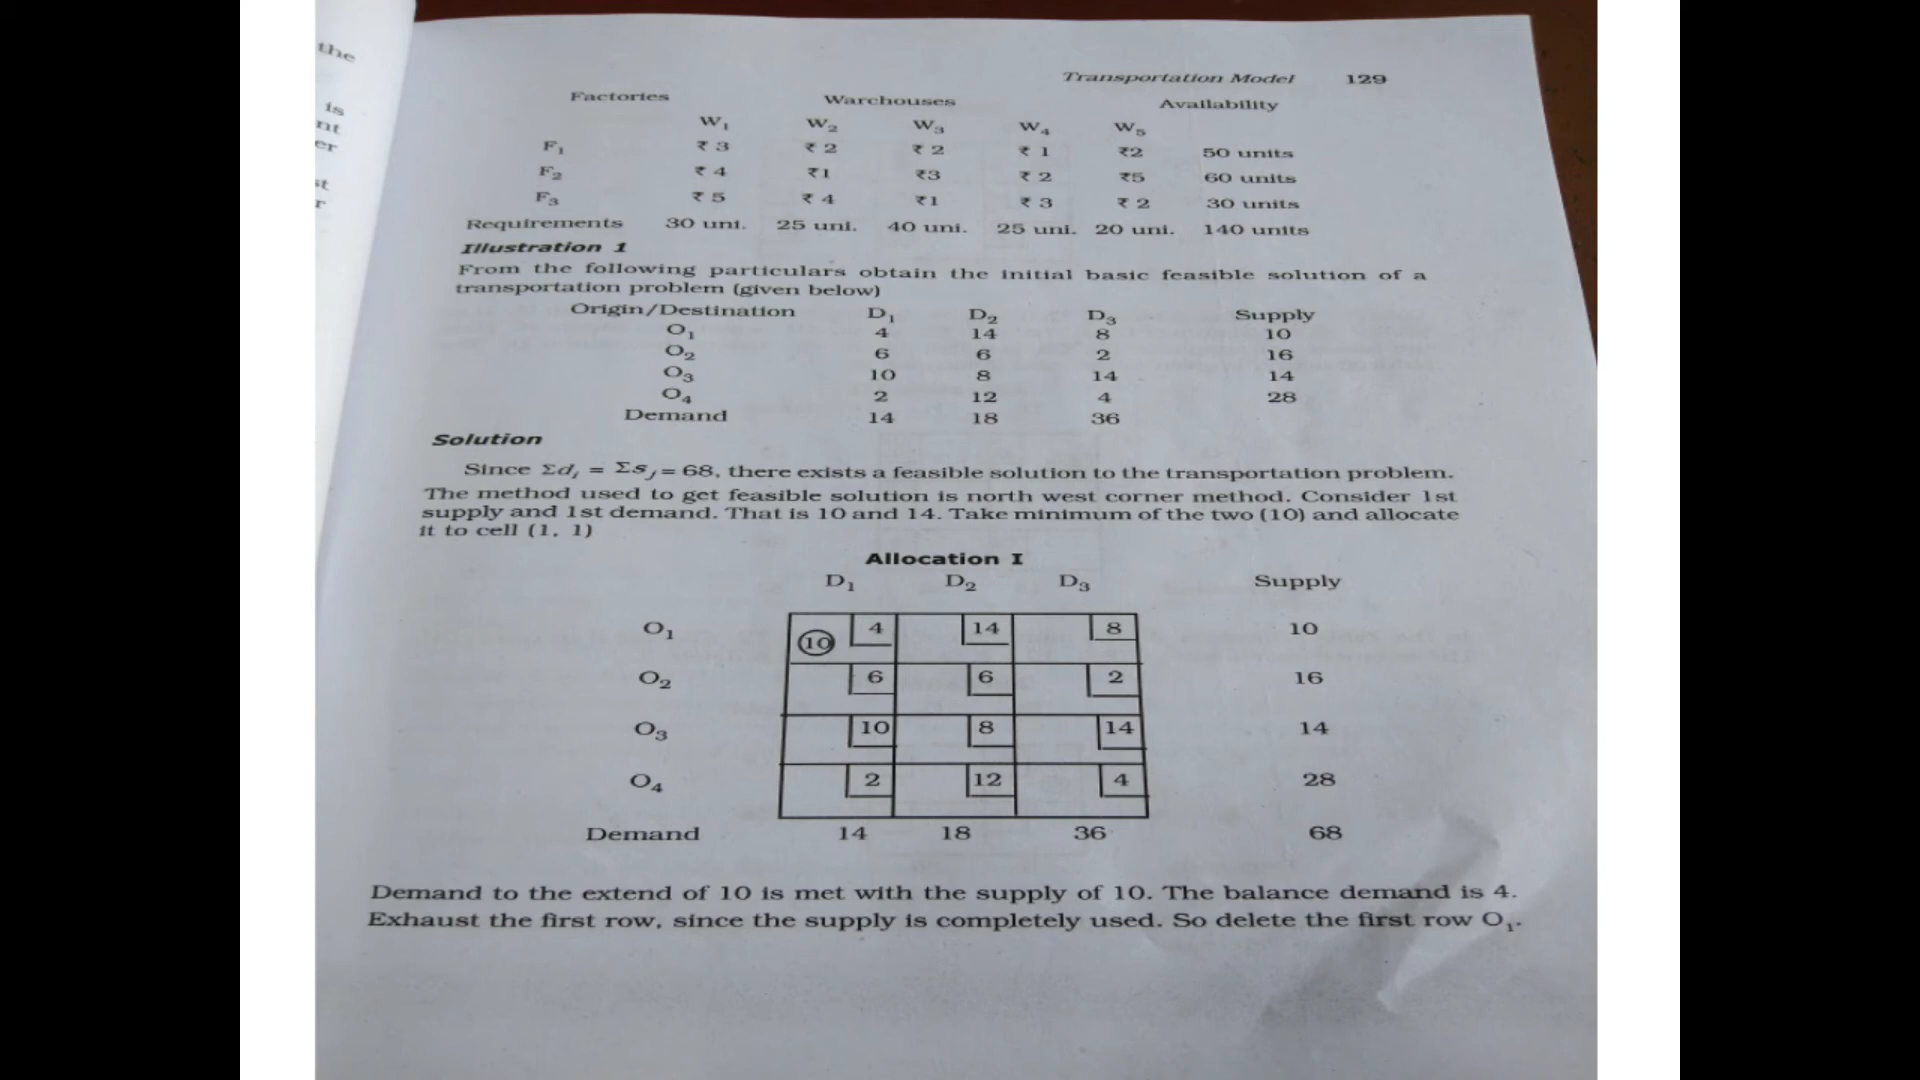 the
is
nt
er
st
r
Transportation Model 129
Factories Warehouses Availability
W₁ W₂ W₃ W₄ W₅
F₁ ₹ 3 ₹ 2 ₹ 2 ₹ 1 ₹2 50 units
F₂ ₹ 4 ₹1 ₹3 ₹ 2 ₹5 60 units
F₃ ₹ 5 ₹ 4 ₹1 ₹ 3 ₹ 2 30 units
Requirements 30 uni. 25 uni. 40 uni. 25 uni. 20 uni. 140 units
Illustration 1
From the following particulars obtain the initial basic feasible solution of a
transportation problem (given below)
Origin/Destination D₁ D₂ D₃ Supply
O₁ 4 14 8 10
O₂ 6 6 2 16
O₃ 10 8 14 14
O₄ 2 12 4 28
Demand 14 18 36
Solution
Since Σdᵢ = Σsⱼ = 68, there exists a feasible solution to the transportation problem.
The method used to get feasible solution is north west corner method. Consider 1st
supply and 1st demand. That is 10 and 14. Take minimum of the two (10) and allocate
it to cell (1, 1)
Allocation I
D₁ D₂ D₃ Supply
O₁ 10 4 14 8 10
O₂ 6 6 2 16
O₃ 10 8 14 14
O₄ 2 12 4 28
Demand 14 18 36 68
Demand to the extend of 10 is met with the supply of 10. The balance demand is 4.
Exhaust the first row, since the supply is completely used. So delete the first row O₁.